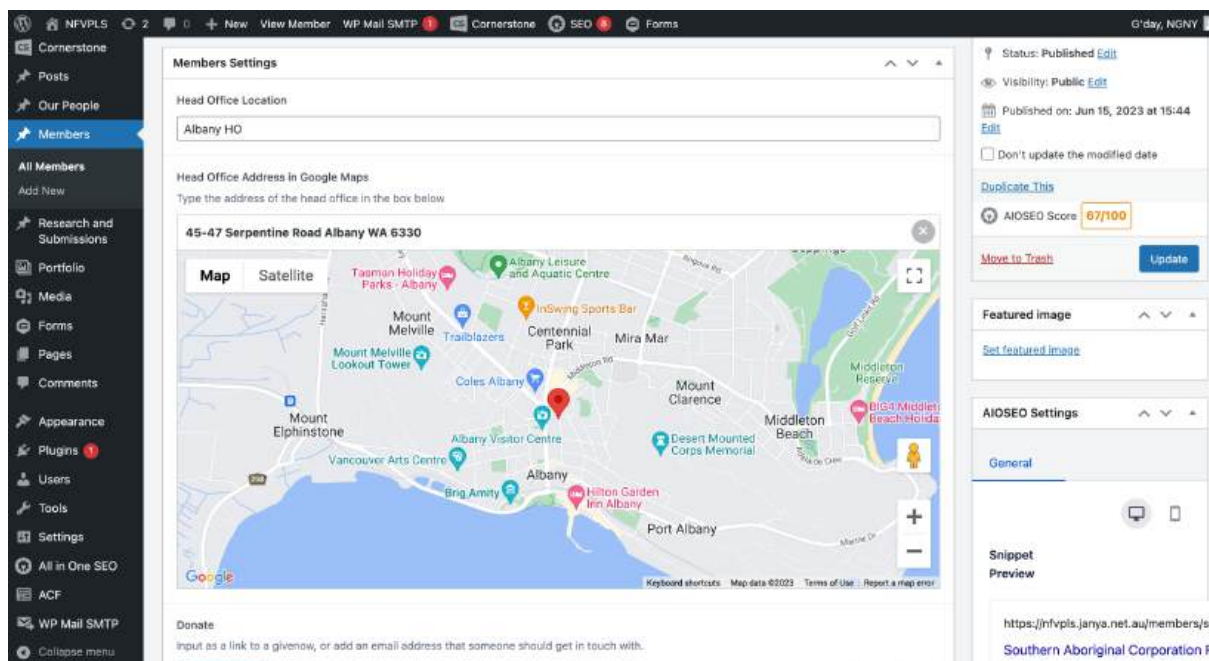 NFVPLS 2 0 + New View Member WP Mail SMTP 1 Cornerstone SEO 8 Forms G'day, NGNY
Cornerstone
Posts
Our People
Members
All Members
Add New
Research and
Submissions
Portfolio
Media
Forms
Pages
Comments
Appearance
Plugins 1
Users
Tools
Settings
All in One SEO
ACF
WP Mail SMTP
Collapse menu
Members Settings
Head Office Location
Albany HO
Head Office Address in Google Maps
Type the address of the head office in the box below
45-47 Serpentine Road Albany WA 6330
Map Satellite
Tasman Holiday
Parks - Albany
Albany Leisure
and Aquatic Centre
InSwing Sports Bar
Mount
Melville
Trailblazers
Centennial
Park
Mira Mar
Golf Links Rd
Mount Melville
Lookout Tower
Middleton Rd
Middleton
Reserve
Coles Albany
Mount
Clarence
BIG4 Middlet
Beach Holida
Mount
Elphinstone
Middleton
Beach
Albany Visitor Centre
Desert Mounted
Corps Memorial
Vancouver Arts Centre
Albany
Brig Amity
Hilton Garden
Inn Albany
Port Albany
Marine Dr
Google
Keyboard shortcuts Map data ©2023 Terms of Use Report a map error
Donate
Input as a link to a givenow, or add an email address that someone should get in touch with.
Status: Published Edit
Visibility: Public Edit
Published on: Jun 15, 2023 at 15:44
Edit
Don't update the modified date
Duplicate This
AIOSEO Score 67/100
Move to Trash Update
Featured image
Set featured image
AIOSEO Settings
General
Snippet
Preview
https://nfvpls.janya.net.au/members/s
Southern Aboriginal Corporation F